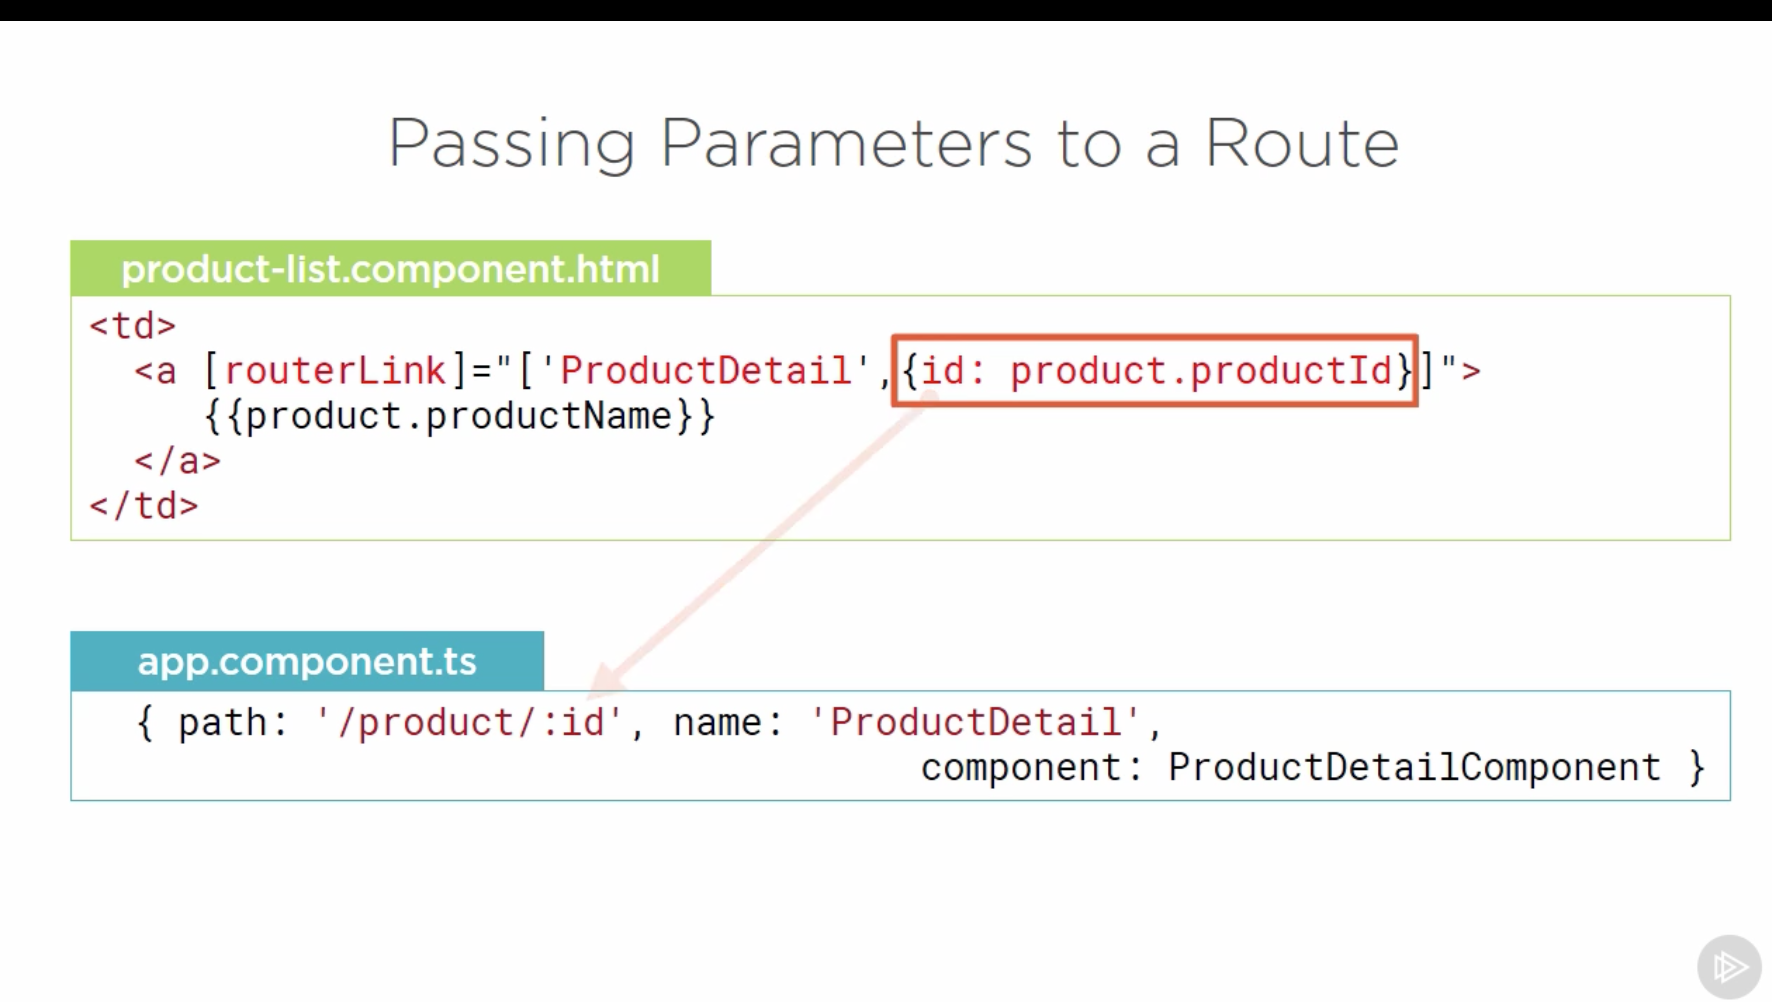 Passing Parameters to a Route
product-list.component.html
<td>
<a [routerLink]="['ProductDetail',{id: product.productId}]">
{{product.productName}}
</a>
</td>
app.component.ts
{ path: '/product/:id', name: 'ProductDetail',
component: ProductDetailComponent }